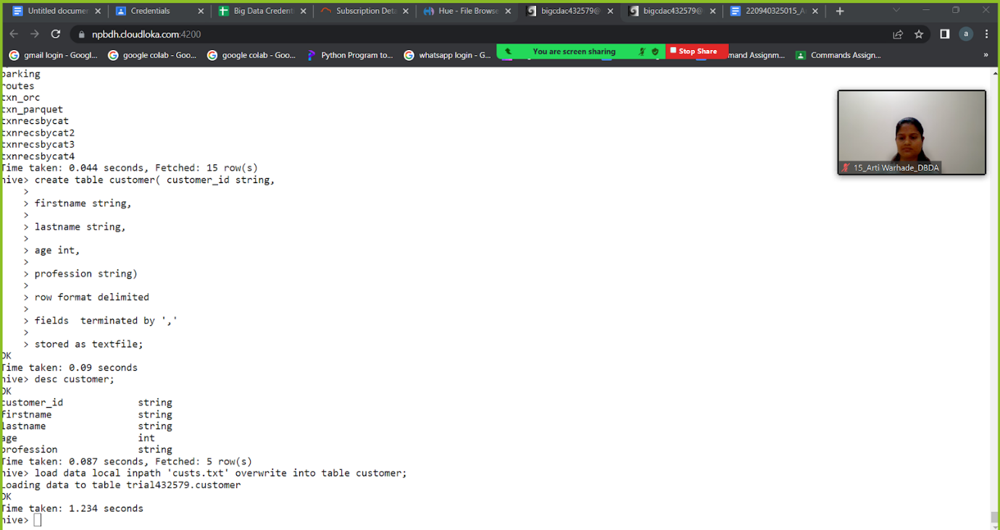 Untitled documen
Credentials
Big Data Credent
Subscription Deta
Hue - File Browse
bigcdac432579@
bigcdac432579@
220940325015_A
npbdh.cloudloka.com:4200
a
gmail login - Googl...
google colab - Goo...
google colab - Goo...
Python Program to...
whatsapp login - G...
You are screen sharing
Stop Share
mand Assignm...
Commands Assign...
»
parking
routes
txn_orc
txn_parquet
txnrecsbycat
txnrecsbycat2
txnrecsbycat3
txnrecsbycat4
Time taken: 0.044 seconds, Fetched: 15 row(s)
hive> create table customer( customer_id string,
>
> firstname string,
>
> lastname string,
>
> age int,
>
> profession string)
>
> row format delimited
>
> fields  terminated by ','
>
> stored as textfile;
OK
Time taken: 0.09 seconds
hive> desc customer;
OK
customer_id string
firstname string
lastname string
age int
profession string
Time taken: 0.087 seconds, Fetched: 5 row(s)
hive> load data local inpath 'custs.txt' overwrite into table customer;
Loading data to table trial432579.customer
OK
Time taken: 1.234 seconds
hive>
15_Arti Warhade_DBDA